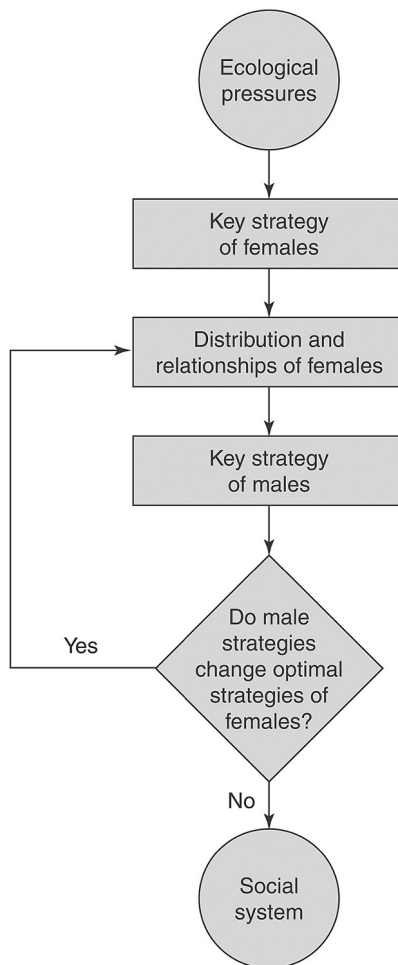 Ecological
pressures
Key strategy
of females
Distribution and
relationships of females
Key strategy
of males
Do male
strategies
change optimal
strategies of
females?
Yes
No
Social
system